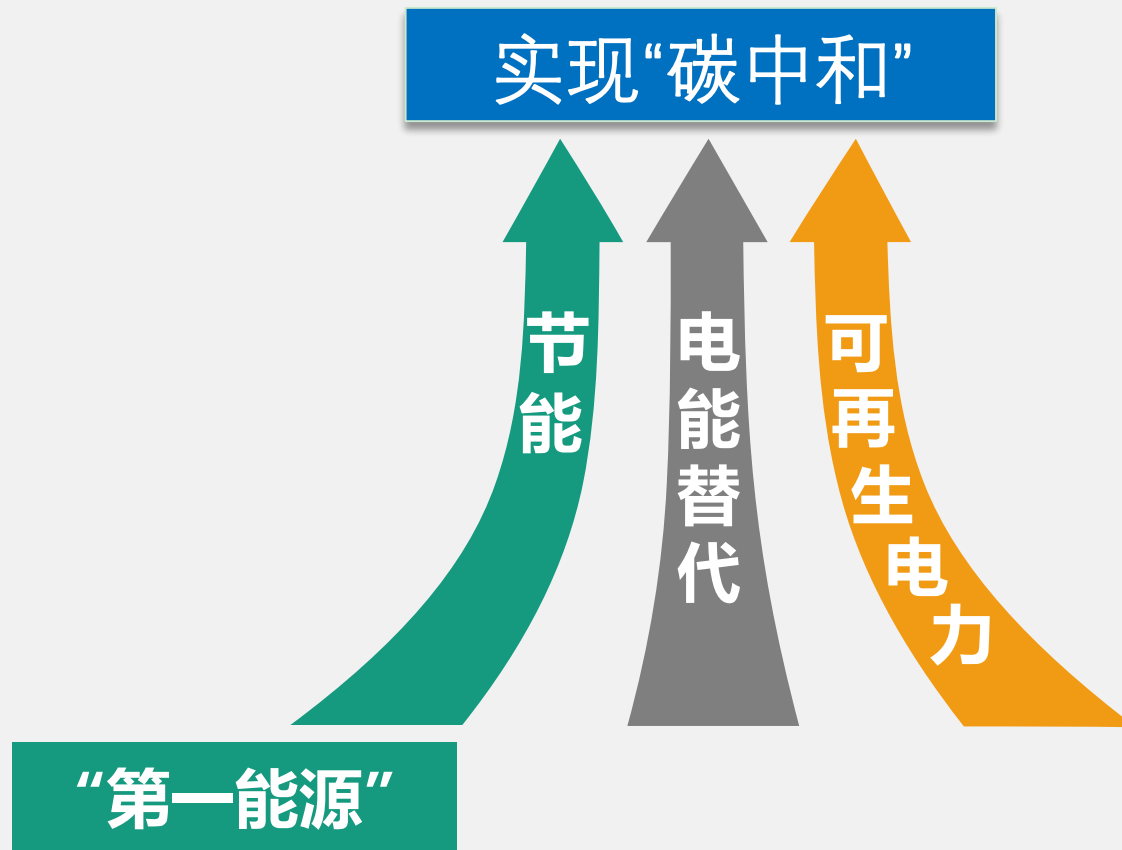 实现“碳中和”
节能
电能替代
可再生电力
“第一能源”